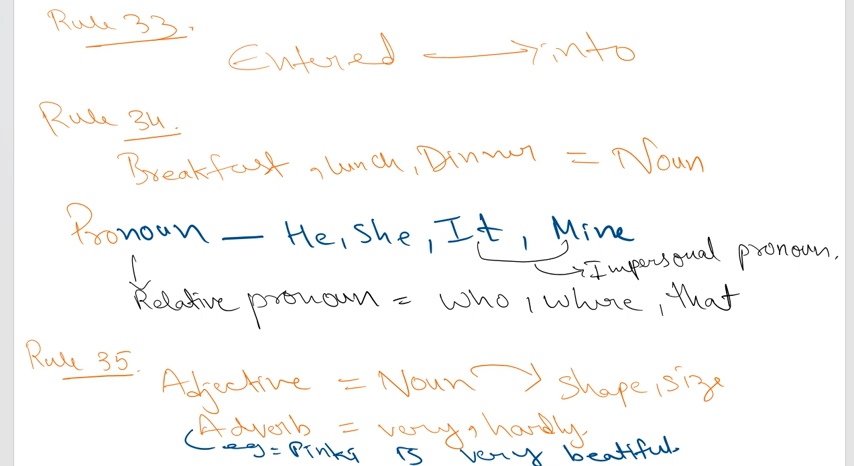 Rule 33.
Entered → into
Rule 34.
Breakfast, lunch, Dinner = Noun
Pronoun — He, She, It, Mine
→ Impersonal pronoun.
Relative pronoun = who, where, that
Rule 35.
Adjective = Noun → shape, size
Adverb = very, hardly.
eg = Pinky is very beatiful.